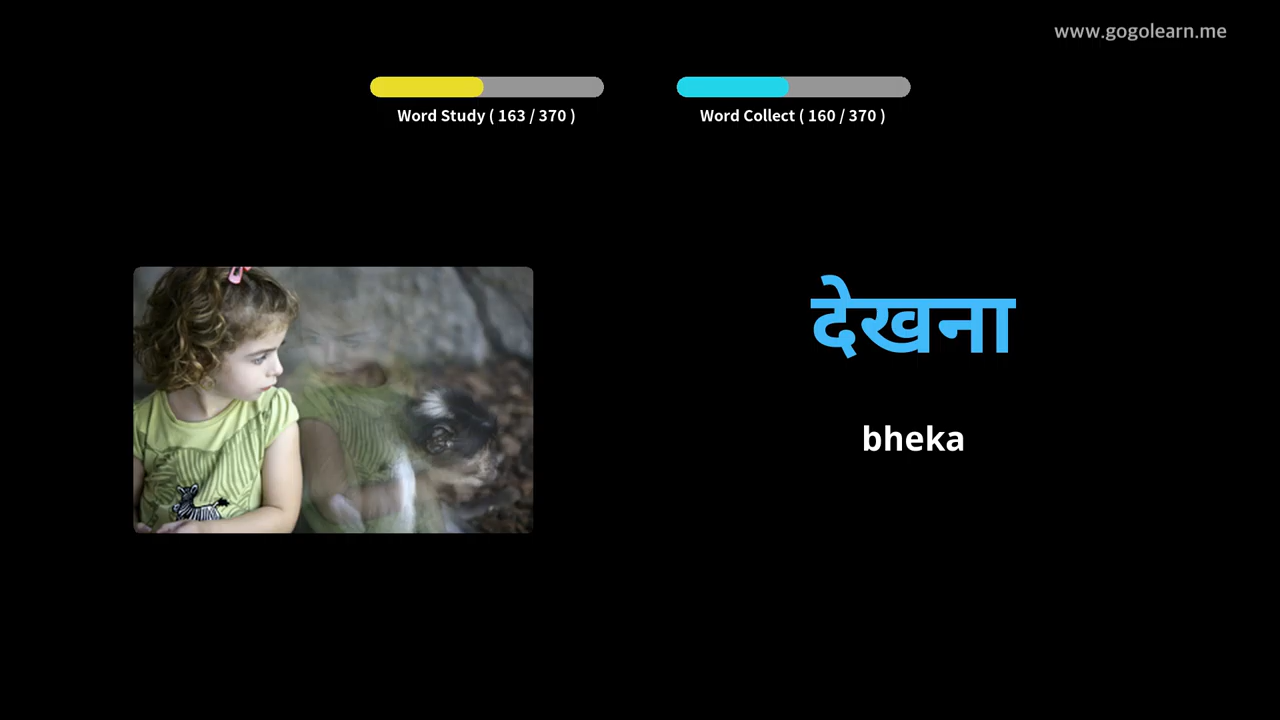 www.gogolearn.me
Word Study ( 163 / 370 )
Word Collect ( 160 / 370 )
देखना
bheka